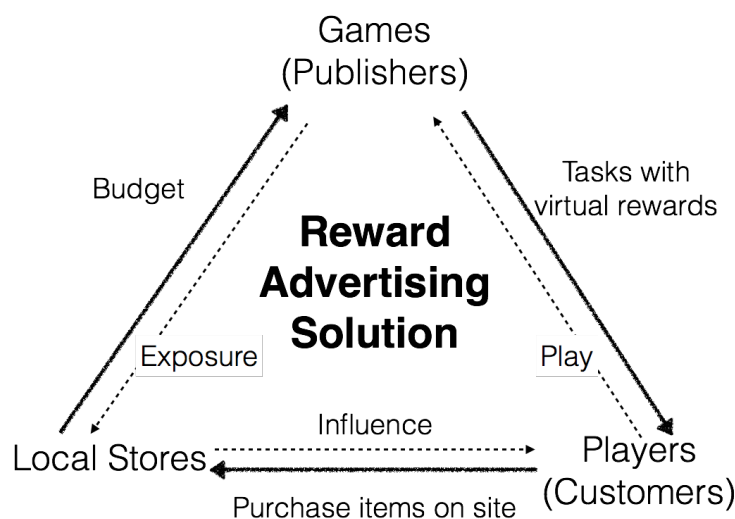 Games
(Publishers)
Budget
Tasks with
virtual rewards
Reward
Advertising
Solution
Exposure
Play
Influence
Local Stores
Players
(Customers)
Purchase items on site